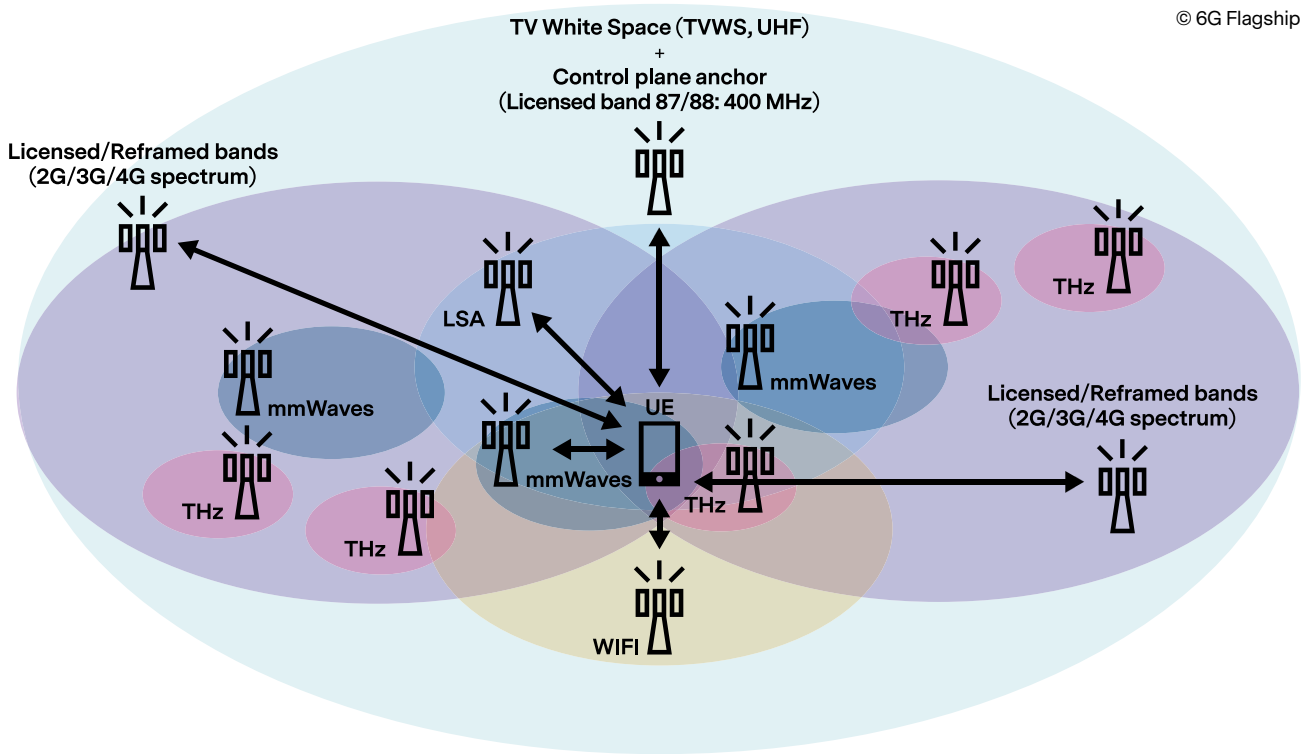 © 6G Flagship
TV White Space (TVWS, UHF)
+
Control plane anchor
(Licensed band 87/88: 400 MHz)
Licensed/Reframed bands
(2G/3G/4G spectrum)
LSA
THz
THz
mmWaves
mmWaves
Licensed/Reframed bands
(2G/3G/4G spectrum)
UE
mmWaves
THz
THz
THz
WIFI